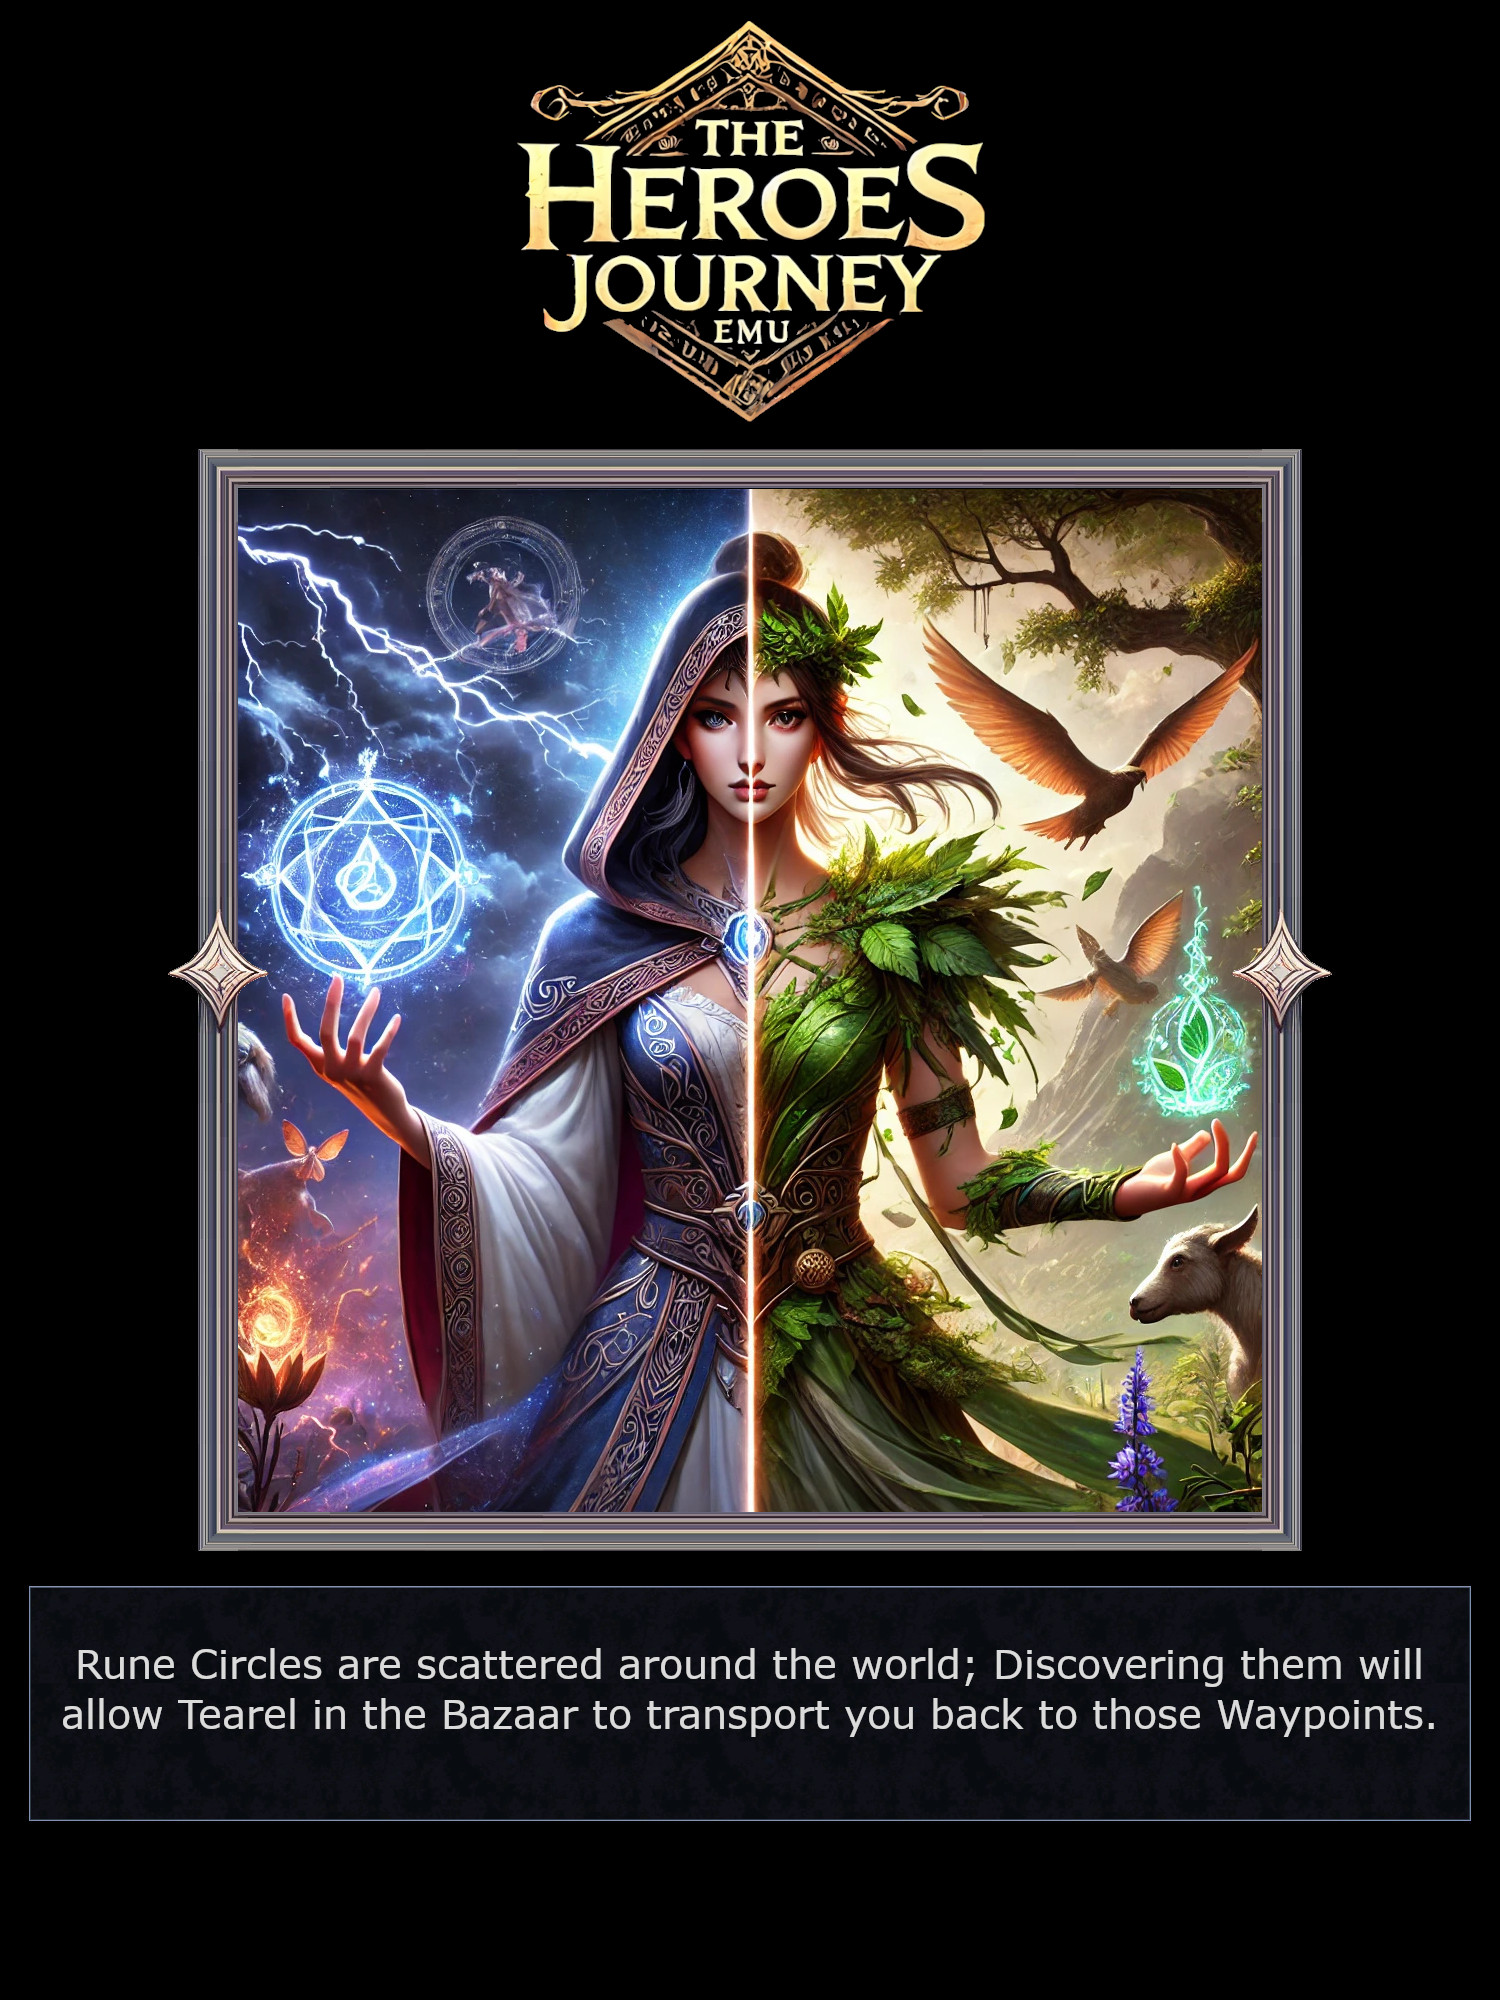 THE
HEROES
JOURNEY
EMU
Rune Circles are scattered around the world; Discovering them will
allow Tearel in the Bazaar to transport you back to those Waypoints.